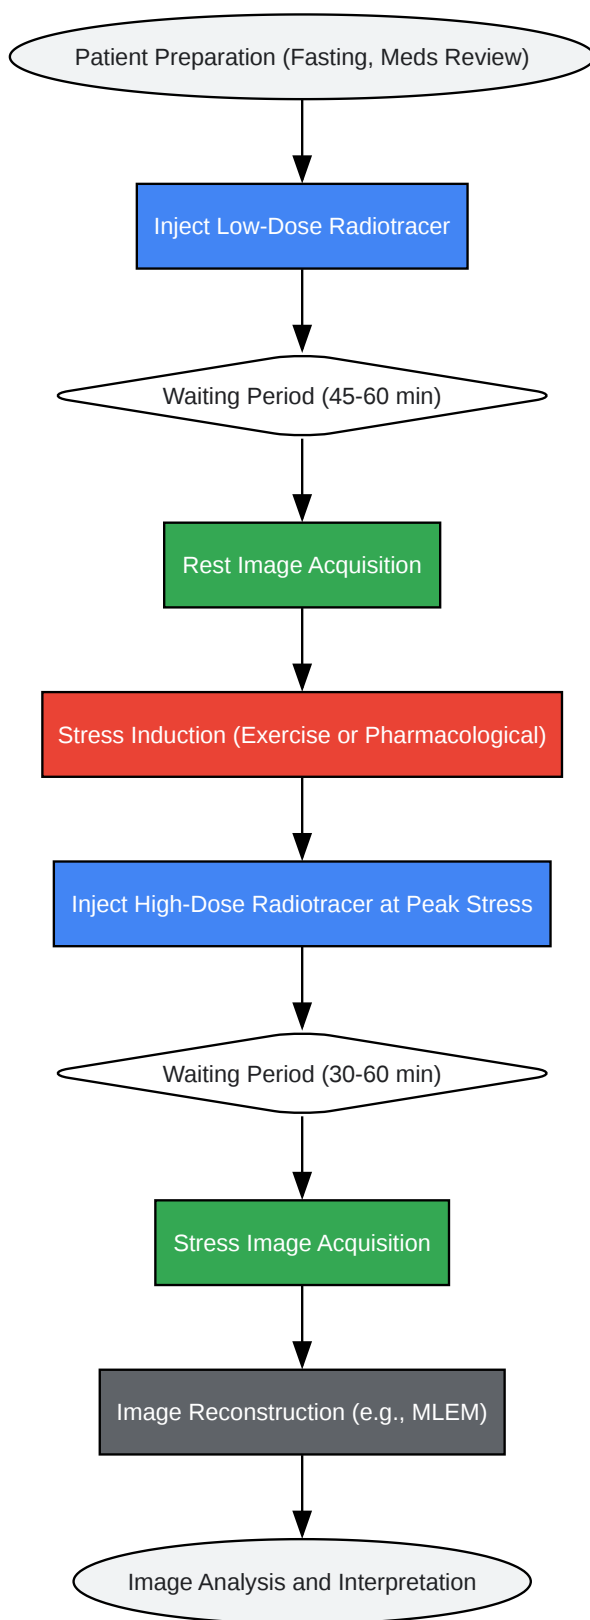 Patient Preparation (Fasting, Meds Review)
Inject Low-Dose Radiotracer
Waiting Period (45-60 min)
Rest Image Acquisition
Stress Induction (Exercise or Pharmacological)
Inject High-Dose Radiotracer at Peak Stress
Waiting Period (30-60 min)
Stress Image Acquisition
Image Reconstruction (e.g., MLEM)
Image Analysis and Interpretation